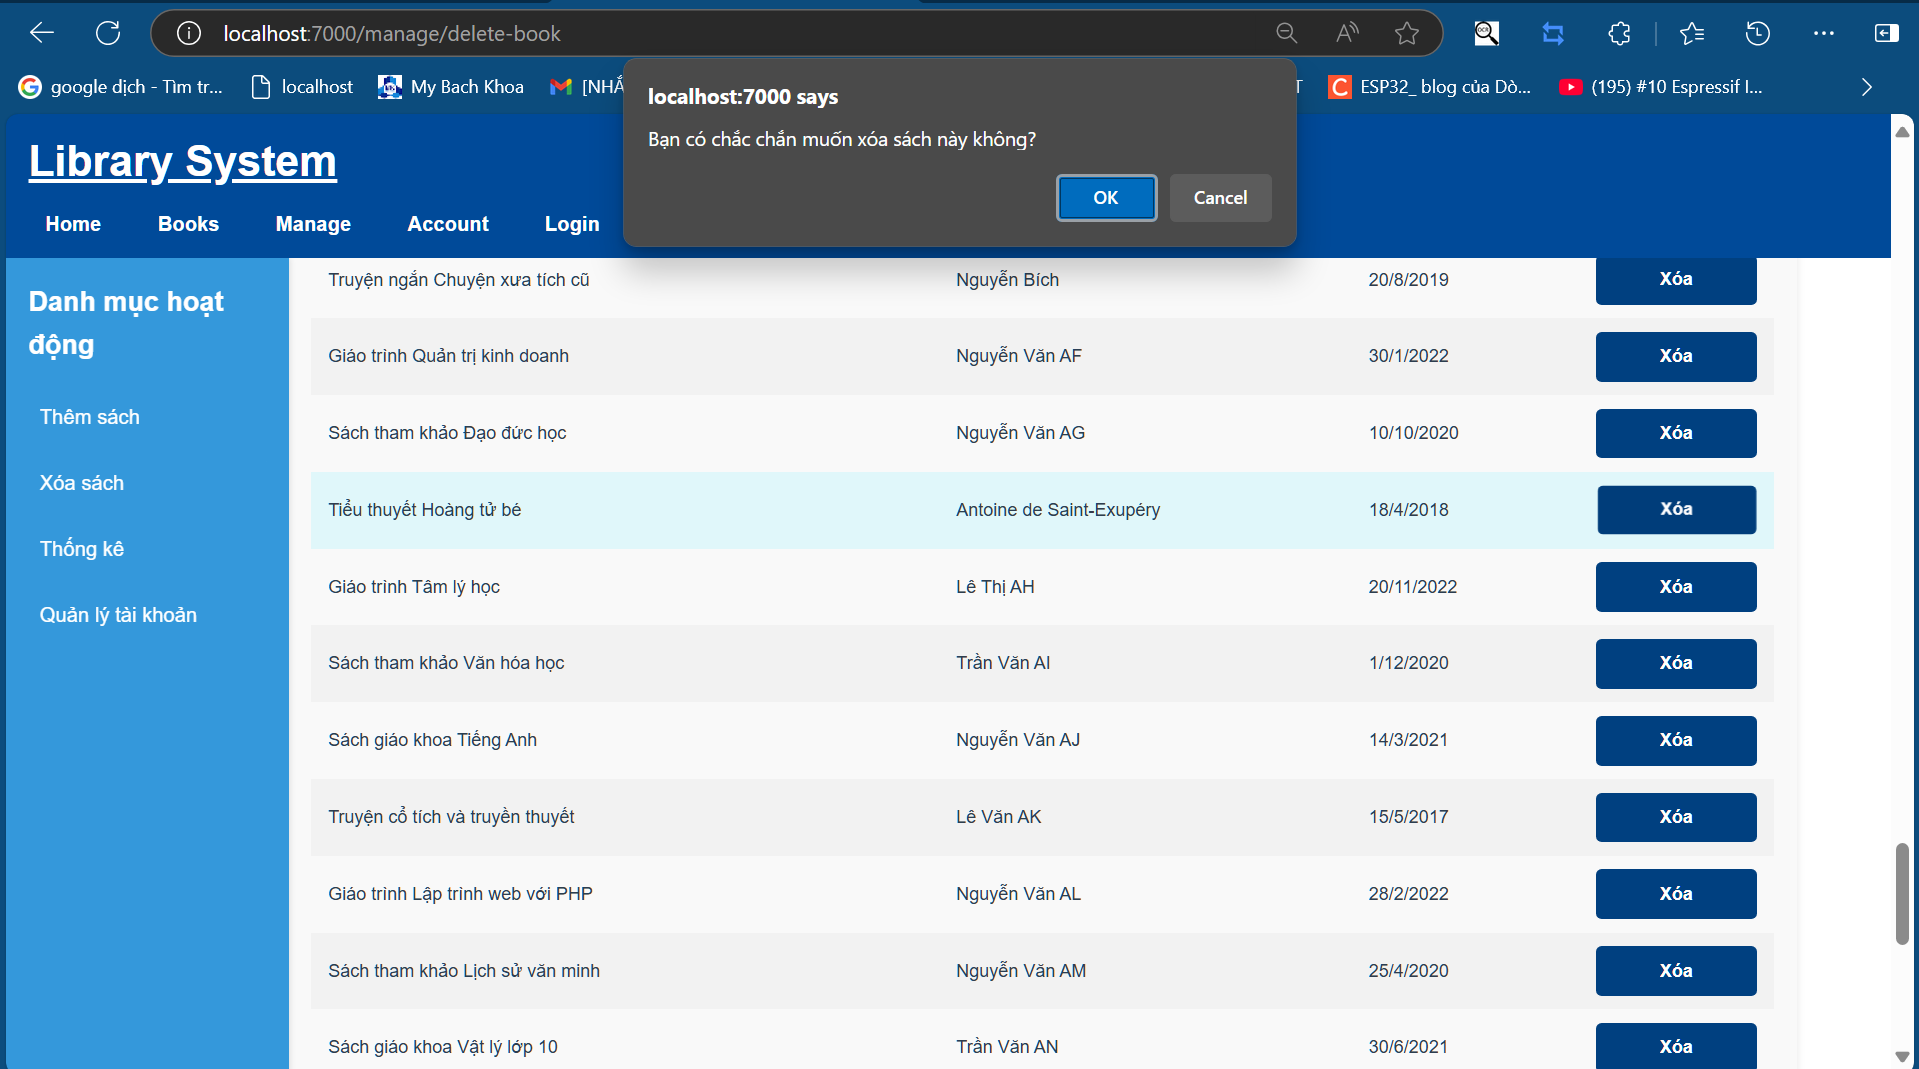 localhost:7000/manage/delete-book
google dịch - Tìm tr...
localhost
My Bach Khoa
ESP32_ blog của Dò...
(195) #10 Espressif I...
localhost:7000 says
Bạn có chắc chắn muốn xóa sách này không?
OK
Cancel
Library System
Home
Books
Manage
Account
Login
Danh mục hoạt
động
Thêm sách
Xóa sách
Thống kê
Quản lý tài khoản
Truyện ngắn Chuyện xưa tích cũ Nguyễn Bích 20/8/2019 Xóa
Giáo trình Quản trị kinh doanh Nguyễn Văn AF 30/1/2022 Xóa
Sách tham khảo Đạo đức học Nguyễn Văn AG 10/10/2020 Xóa
Tiểu thuyết Hoàng tử bé Antoine de Saint-Exupéry 18/4/2018 Xóa
Giáo trình Tâm lý học Lê Thị AH 20/11/2022 Xóa
Sách tham khảo Văn hóa học Trần Văn AI 1/12/2020 Xóa
Sách giáo khoa Tiếng Anh Nguyễn Văn AJ 14/3/2021 Xóa
Truyện cổ tích và truyền thuyết Lê Văn AK 15/5/2017 Xóa
Giáo trình Lập trình web với PHP Nguyễn Văn AL 28/2/2022 Xóa
Sách tham khảo Lịch sử văn minh Nguyễn Văn AM 25/4/2020 Xóa
Sách giáo khoa Vật lý lớp 10 Trần Văn AN 30/6/2021 Xóa